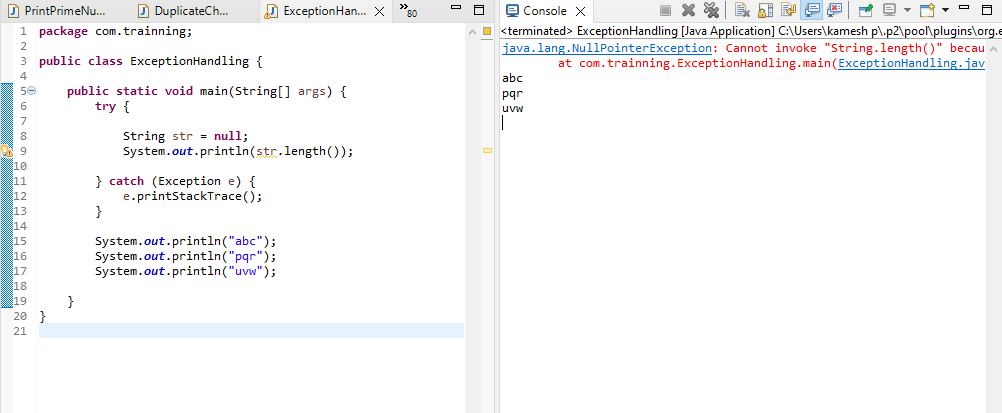 PrintPrimeNu...
DuplicateCh...
ExceptionHan...
80
1 package com.trainning;
2
3 public class ExceptionHandling {
4
5 public static void main(String[] args) {
6 try {
7
8 String str = null;
9 System.out.println(str.length());
10
11 } catch (Exception e) {
12 e.printStackTrace();
13 }
14
15 System.out.println("abc");
16 System.out.println("pqr");
17 System.out.println("uvw");
18
19 }
20 }
21
Console
<terminated> ExceptionHandling [Java Application] C:\Users\kamesh p\.p2\pool\plugins\org.e
java.lang.NullPointerException: Cannot invoke "String.length()" becau
at com.trainning.ExceptionHandling.main(ExceptionHandling.jav
abc
pqr
uvw